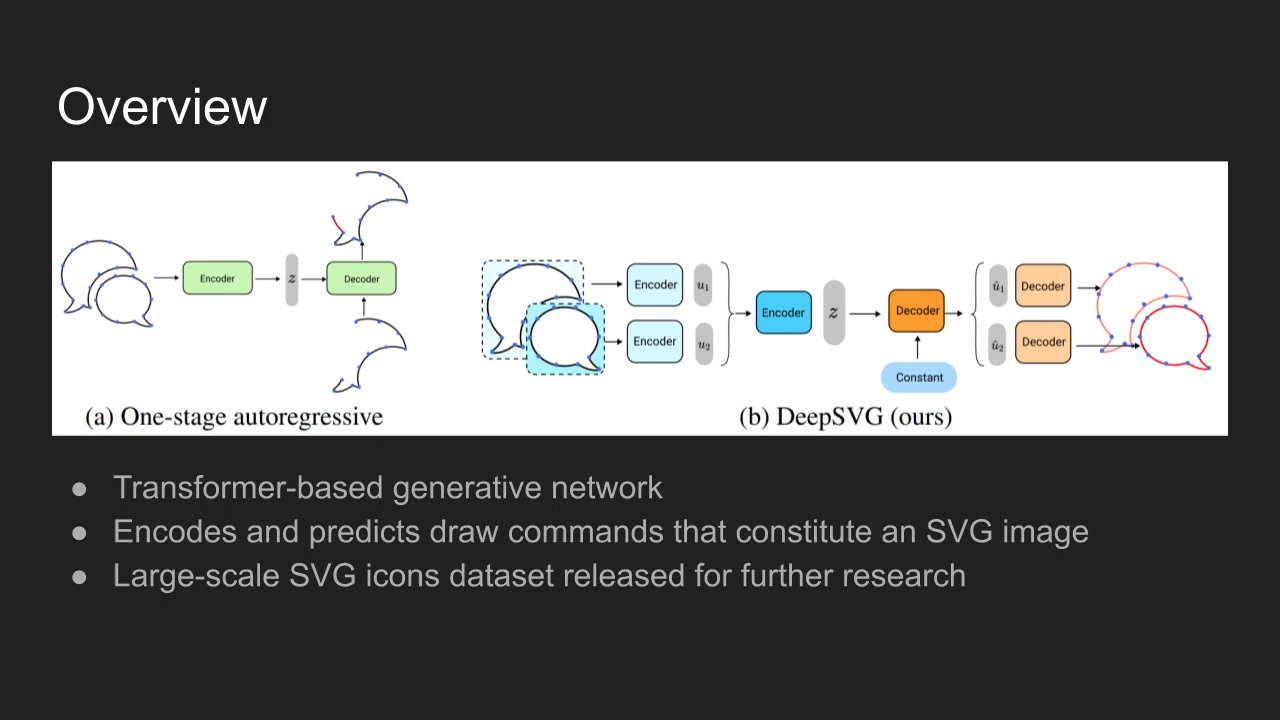 Overview
Encoder
z
Decoder
(a) One-stage autoregressive
Encoder
u₁
Encoder
u₂
Encoder
z
Decoder
Constant
û₁
Decoder
û₂
Decoder
(b) DeepSVG (ours)
● Transformer-based generative network
● Encodes and predicts draw commands that constitute an SVG image
● Large-scale SVG icons dataset released for further research